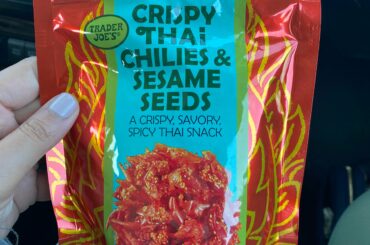 CRISPY
THAI
CHILIES &
SESAME
SEEDS
TRADER
JOE'S
A CRISPY, SAVORY,
SPICY THAI SNACK